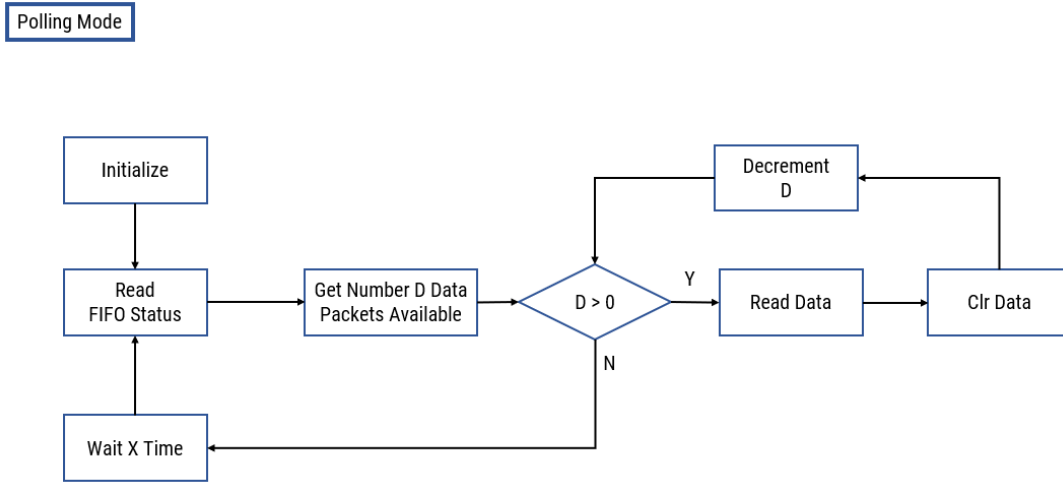 Polling Mode
Initialize
Decrement
D
Read
FIFO Status
Get Number D Data
Packets Available
D > 0
Y
Read Data
Clr Data
N
Wait X Time